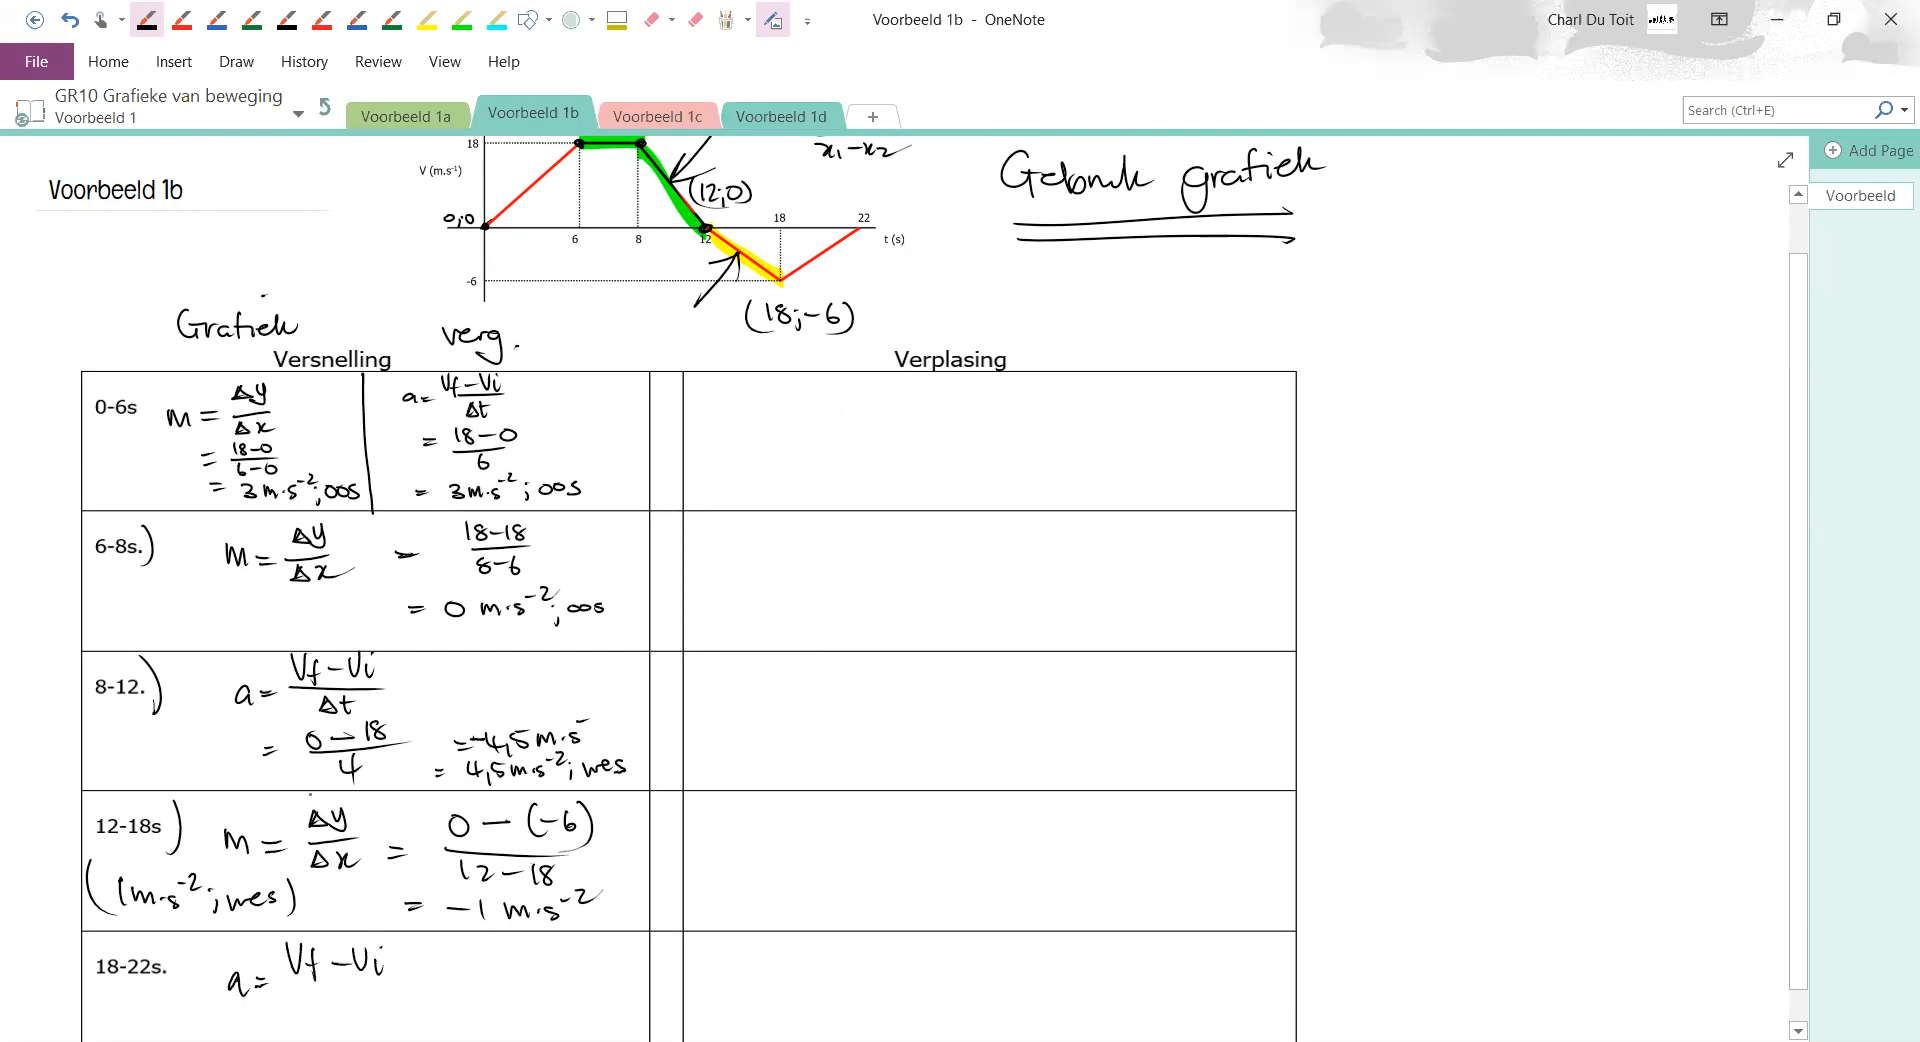 Voorbeeld 1b - OneNote
Charl Du Toit
File Home Insert Draw History Review View Help
GR10 Grafieke van beweging
Voorbeeld 1
Voorbeeld 1a
Voorbeeld 1b
Voorbeeld 1c
Voorbeeld 1d
+
Search (Ctrl+E)
Add Page
Voorbeeld
Voorbeeld 1b
18
V (m.s⁻¹)
x₁-x₂
(12;0)
0;0
6 8 12 18 22
t (s)
-6
(18;-6)
Gebruik grafiek
Grafiek
verg.
Versnelling
Verplasing
0-6s
m = Δy/Δx
= 18-0/6-0
= 3 m·s⁻²; oos
a = Vf-Vi/Δt
= 18-0/6
= 3 m·s⁻²; oos
6-8s.)
m = Δy/Δx = 18-18/8-6
= 0 m·s⁻²; oos
8-12.)
a = Vf-Vi/Δt
= 0-18/4 = -4,5 m·s⁻
= 4,5 m·s⁻²; wes
12-18s)
m = Δy/Δx = 0-(-6)/12-18
(1 m·s⁻²; wes)
= -1 m·s⁻²
18-22s.
a = Vf-Vi